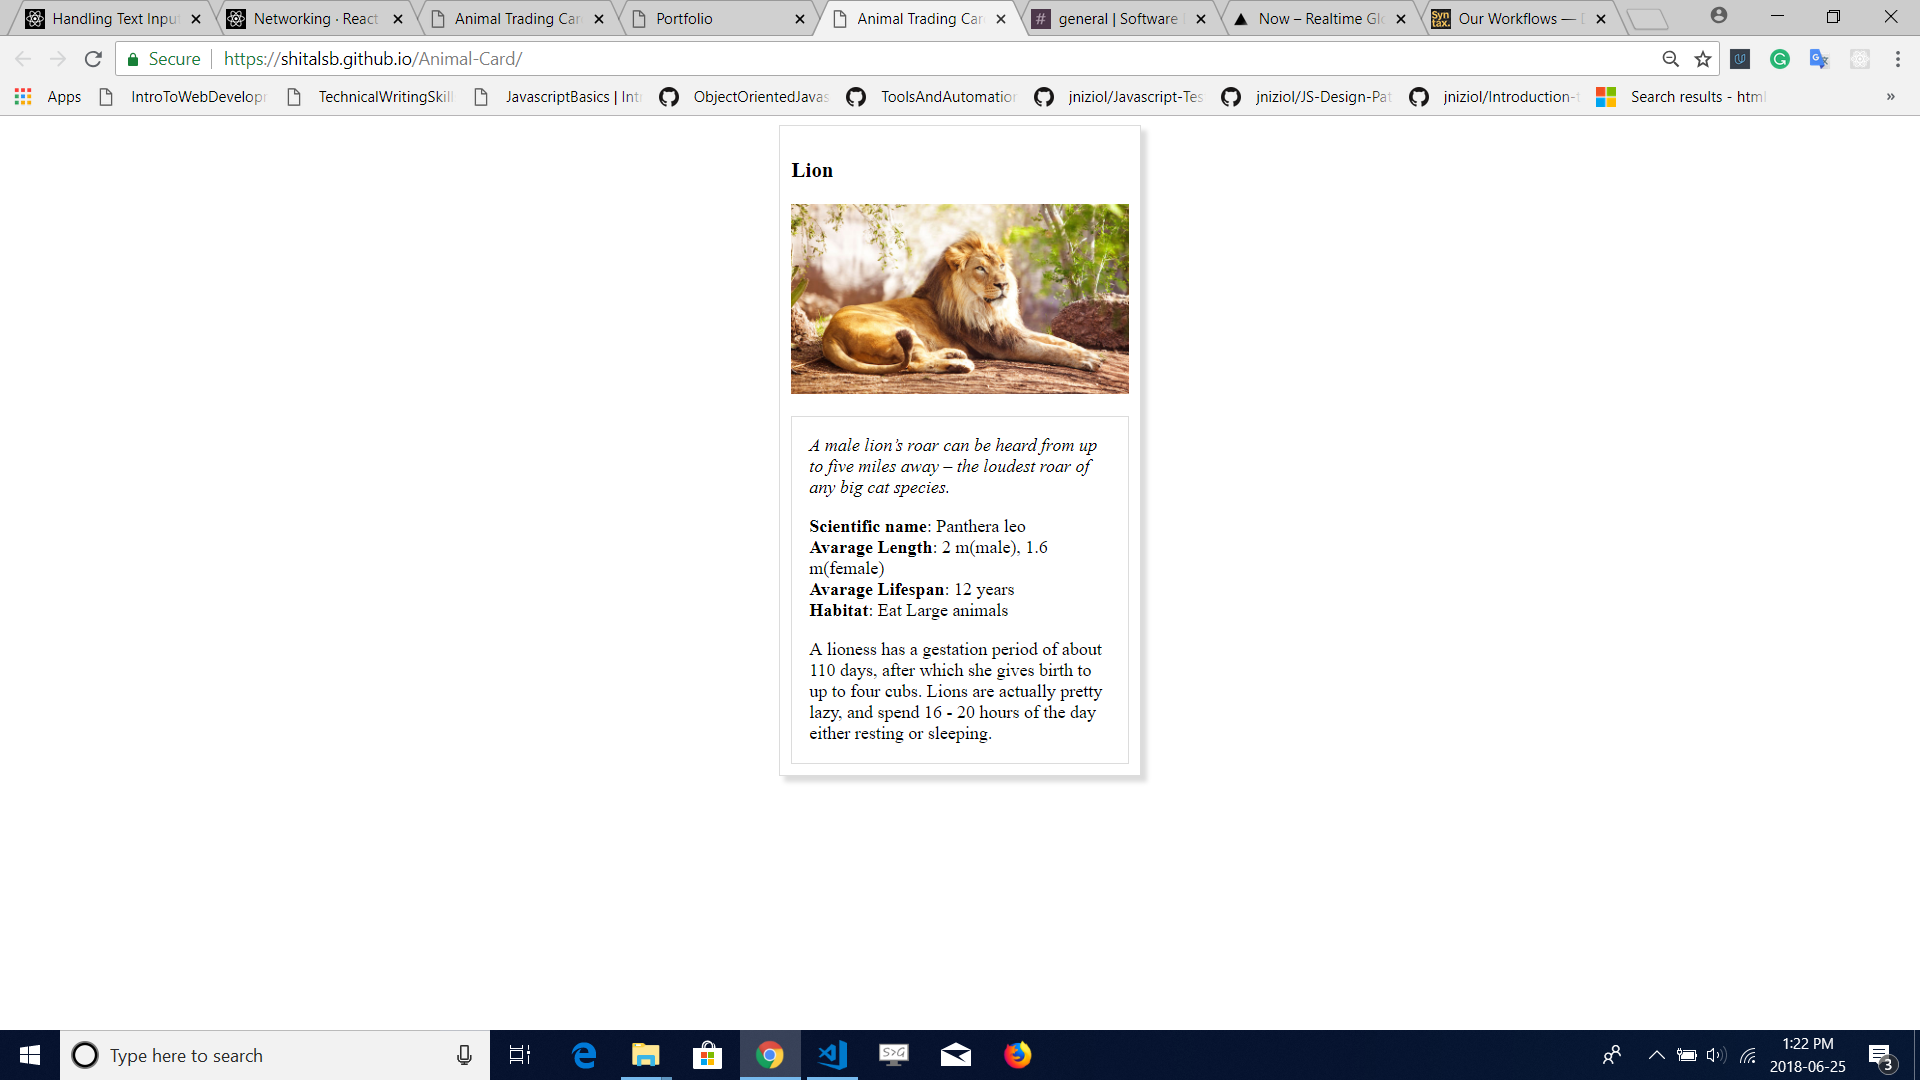 Handling Text Input
Networking · React
Animal Trading Car
Portfolio
Animal Trading Car
general | Software
Now – Realtime Glo
Syntax.
Our Workflows —
Secure
https://shitalsb.github.io/Animal-Card/
Apps
IntroToWebDevelop
TechnicalWritingSkill
JavascriptBasics | Int
ObjectOrientedJavas
ToolsAndAutomation
jniziol/Javascript-Tes
jniziol/JS-Design-Pat
jniziol/Introduction-t
Search results - html
»
Lion
A male lion’s roar can be heard from up
to five miles away – the loudest roar of
any big cat species.
Scientific name: Panthera leo
Avarage Length: 2 m(male), 1.6
m(female)
Avarage Lifespan: 12 years
Habitat: Eat Large animals
A lioness has a gestation period of about
110 days, after which she gives birth to
up to four cubs. Lions are actually pretty
lazy, and spend 16 - 20 hours of the day
either resting or sleeping.
Type here to search
S>G
1:22 PM
2018-06-25
3